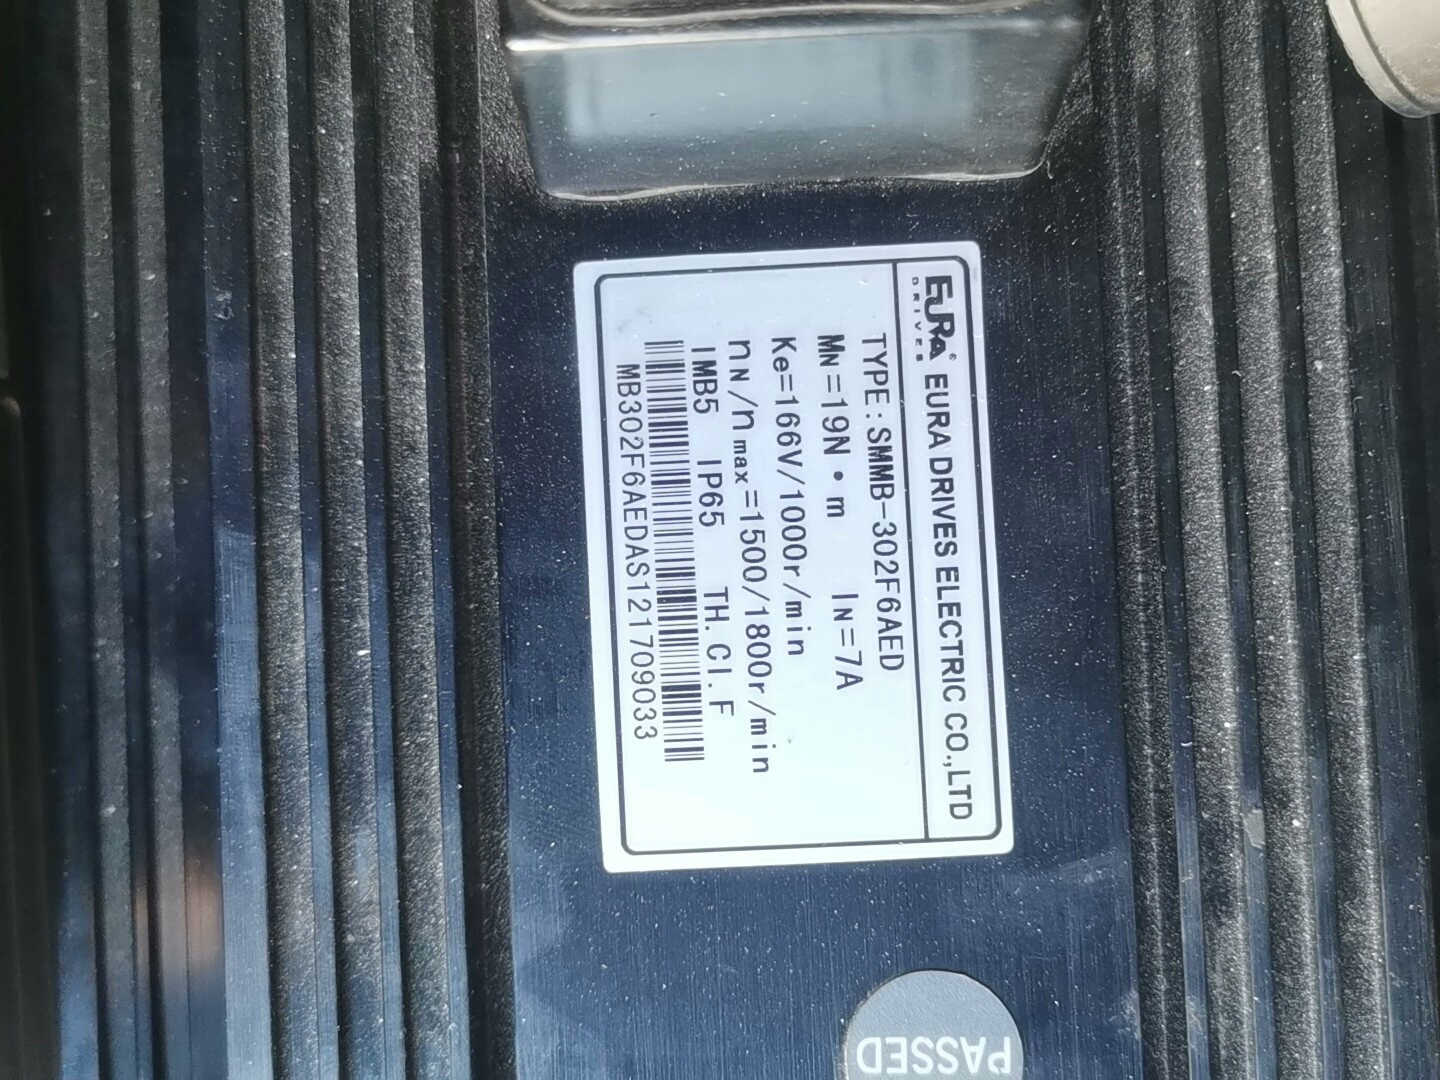 EURA® EURA DRIVES ELECTRIC CO.,LTD
DRIVES
TYPE:SMMB-302F6AED
MN=19N•m IN=7A
Ke=166V/1000r/min
nN/nmax=1500/1800r/min
IMB5 IP65 TH.CI.F
MB302F6AEDAS121709033
PASSED